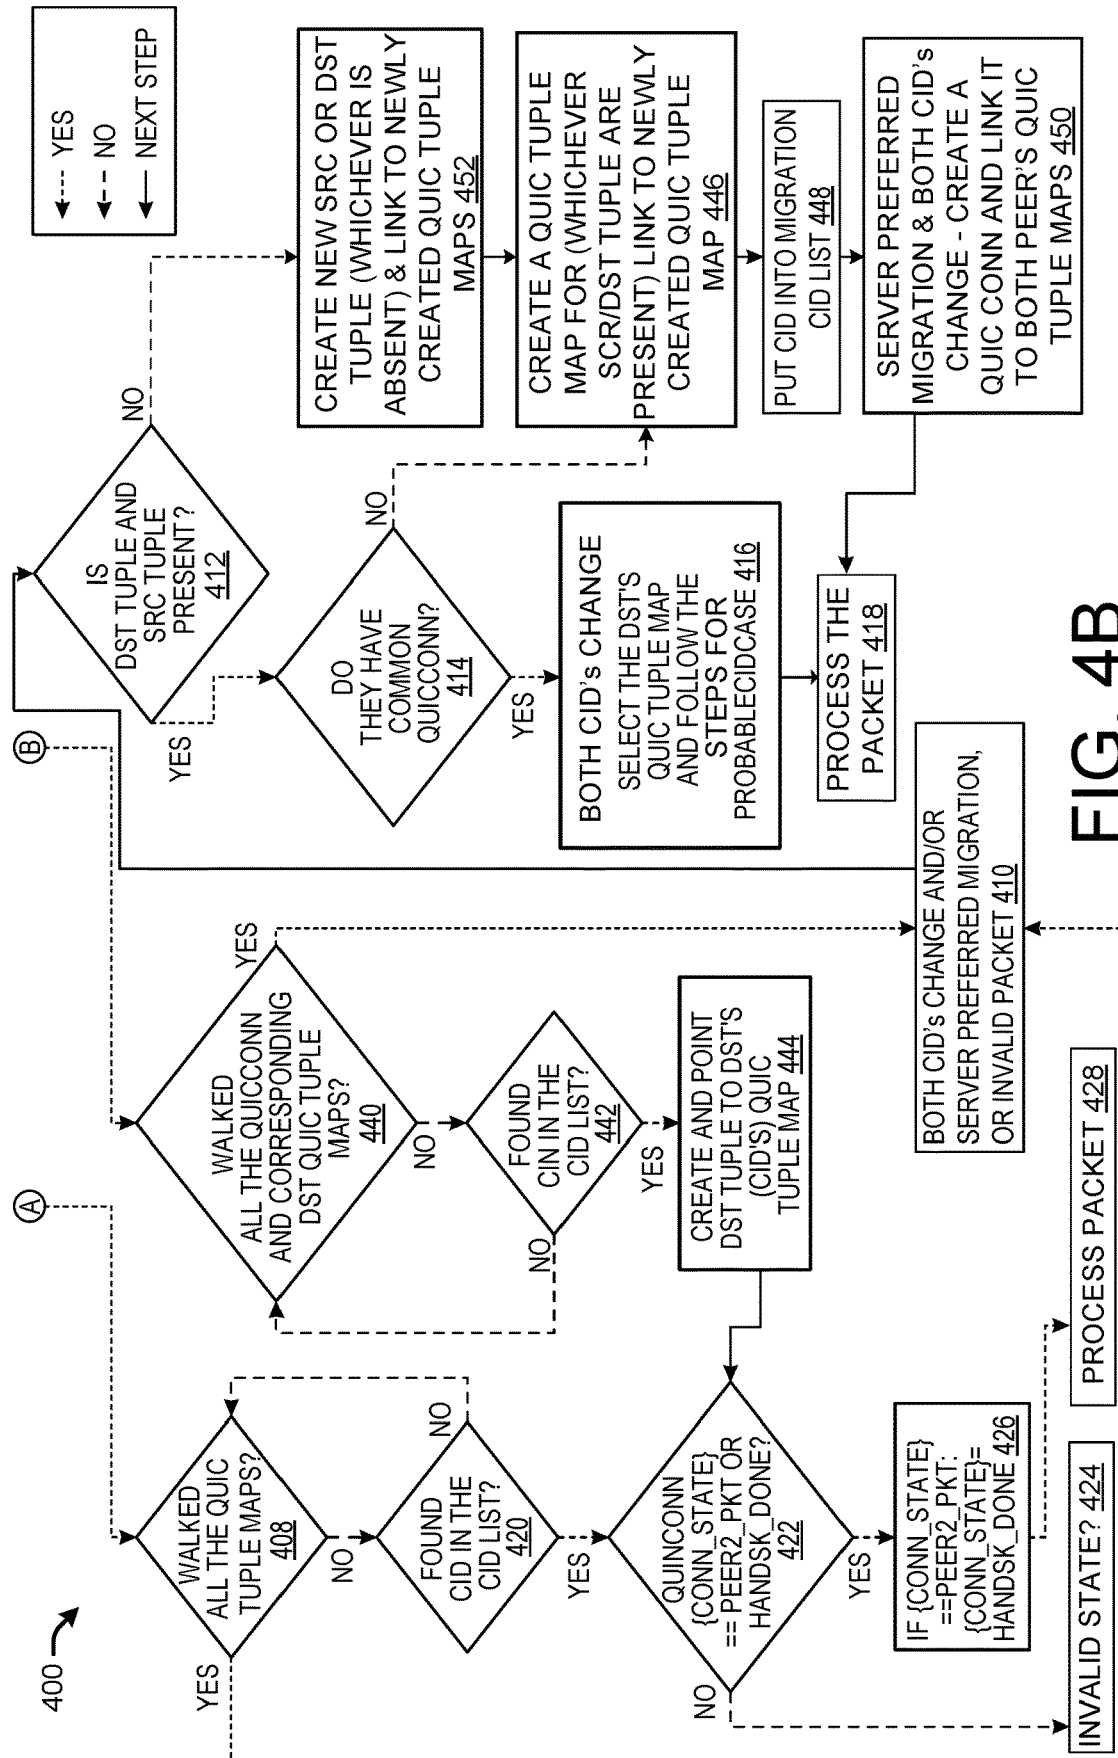 400
A
B
YES
NO
NEXT STEP
WALKED
ALL THE QUIC
TUPLE MAPS?
408
YES
NO
FOUND
CID IN THE
CID LIST?
420
NO
YES
QUINCONN
{CONN_STATE}
== PEER2_PKT OR
HANDSK_DONE?
422
NO
YES
IF {CONN_STATE}
==PEER2_PKT:
{CONN_STATE}=
HANDSK_DONE 426
INVALID STATE? 424
PROCESS PACKET 428
WALKED
ALL THE QUICCONN
AND CORRESPONDING
DST QUIC TUPLE
MAPS?
440
YES
NO
FOUND
CIN IN THE
CID LIST?
442
NO
YES
CREATE AND POINT
DST TUPLE TO DST'S
(CID'S) QUIC
TUPLE MAP 444
BOTH CID's CHANGE AND/OR
SERVER PREFERRED MIGRATION,
OR INVALID PACKET 410
IS
DST TUPLE AND
SRC TUPLE
PRESENT?
412
YES
NO
DO
THEY HAVE
COMMON
QUICCONN?
414
NO
YES
BOTH CID's CHANGE
SELECT THE DST'S
QUIC TUPLE MAP
AND FOLLOW THE
STEPS FOR
PROBABLECIDCASE 416
PROCESS THE
PACKET 418
CREATE NEW SRC OR DST
TUPLE (WHICHEVER IS
ABSENT) & LINK TO NEWLY
CREATED QUIC TUPLE
MAPS 452
CREATE A QUIC TUPLE
MAP FOR (WHICHEVER
SCR/DST TUPLE ARE
PRESENT) LINK TO NEWLY
CREATED QUIC TUPLE
MAP 446
PUT CID INTO MIGRATION
CID LIST 448
SERVER PREFERRED
MIGRATION & BOTH CID's
CHANGE - CREATE A
QUIC CONN AND LINK IT
TO BOTH PEER'S QUIC
TUPLE MAPS 450
FIG. 4B